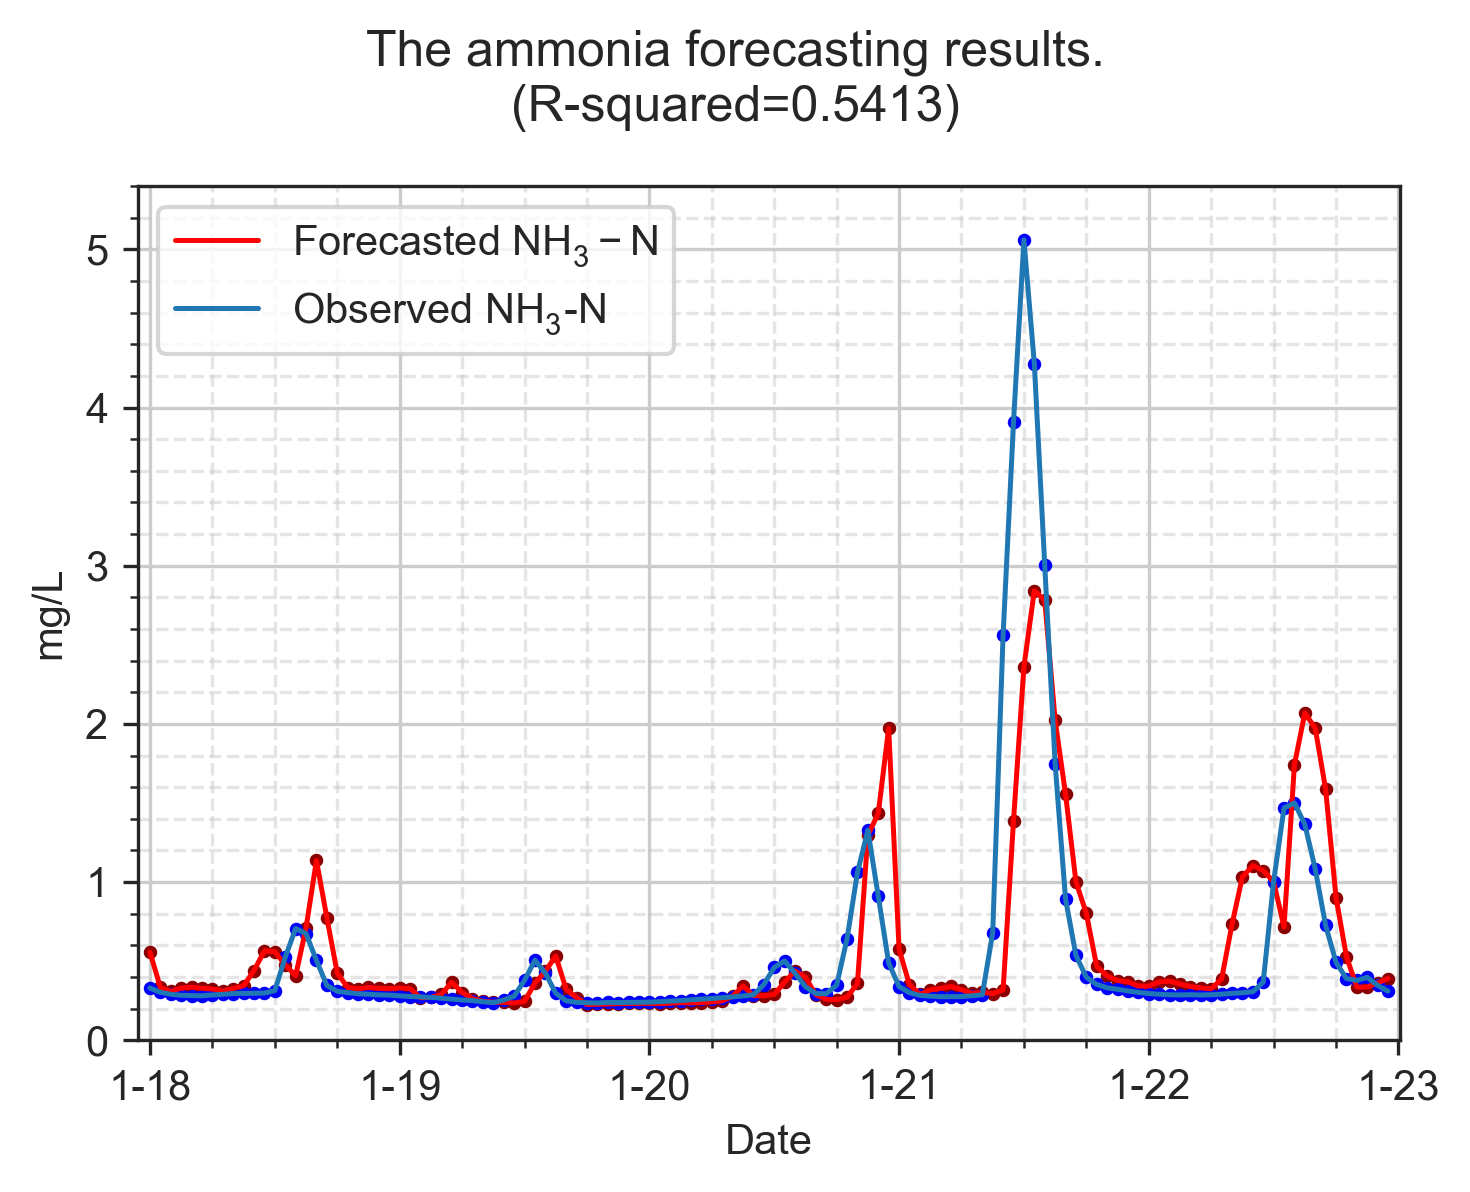 The ammonia forecasting results.
(R-squared=0.5413)
Forecasted NH₃ − N
Observed NH₃-N
5
4
3
2
1
0
mg/L
1-18 1-19 1-20 1-21 1-22 1-23
Date